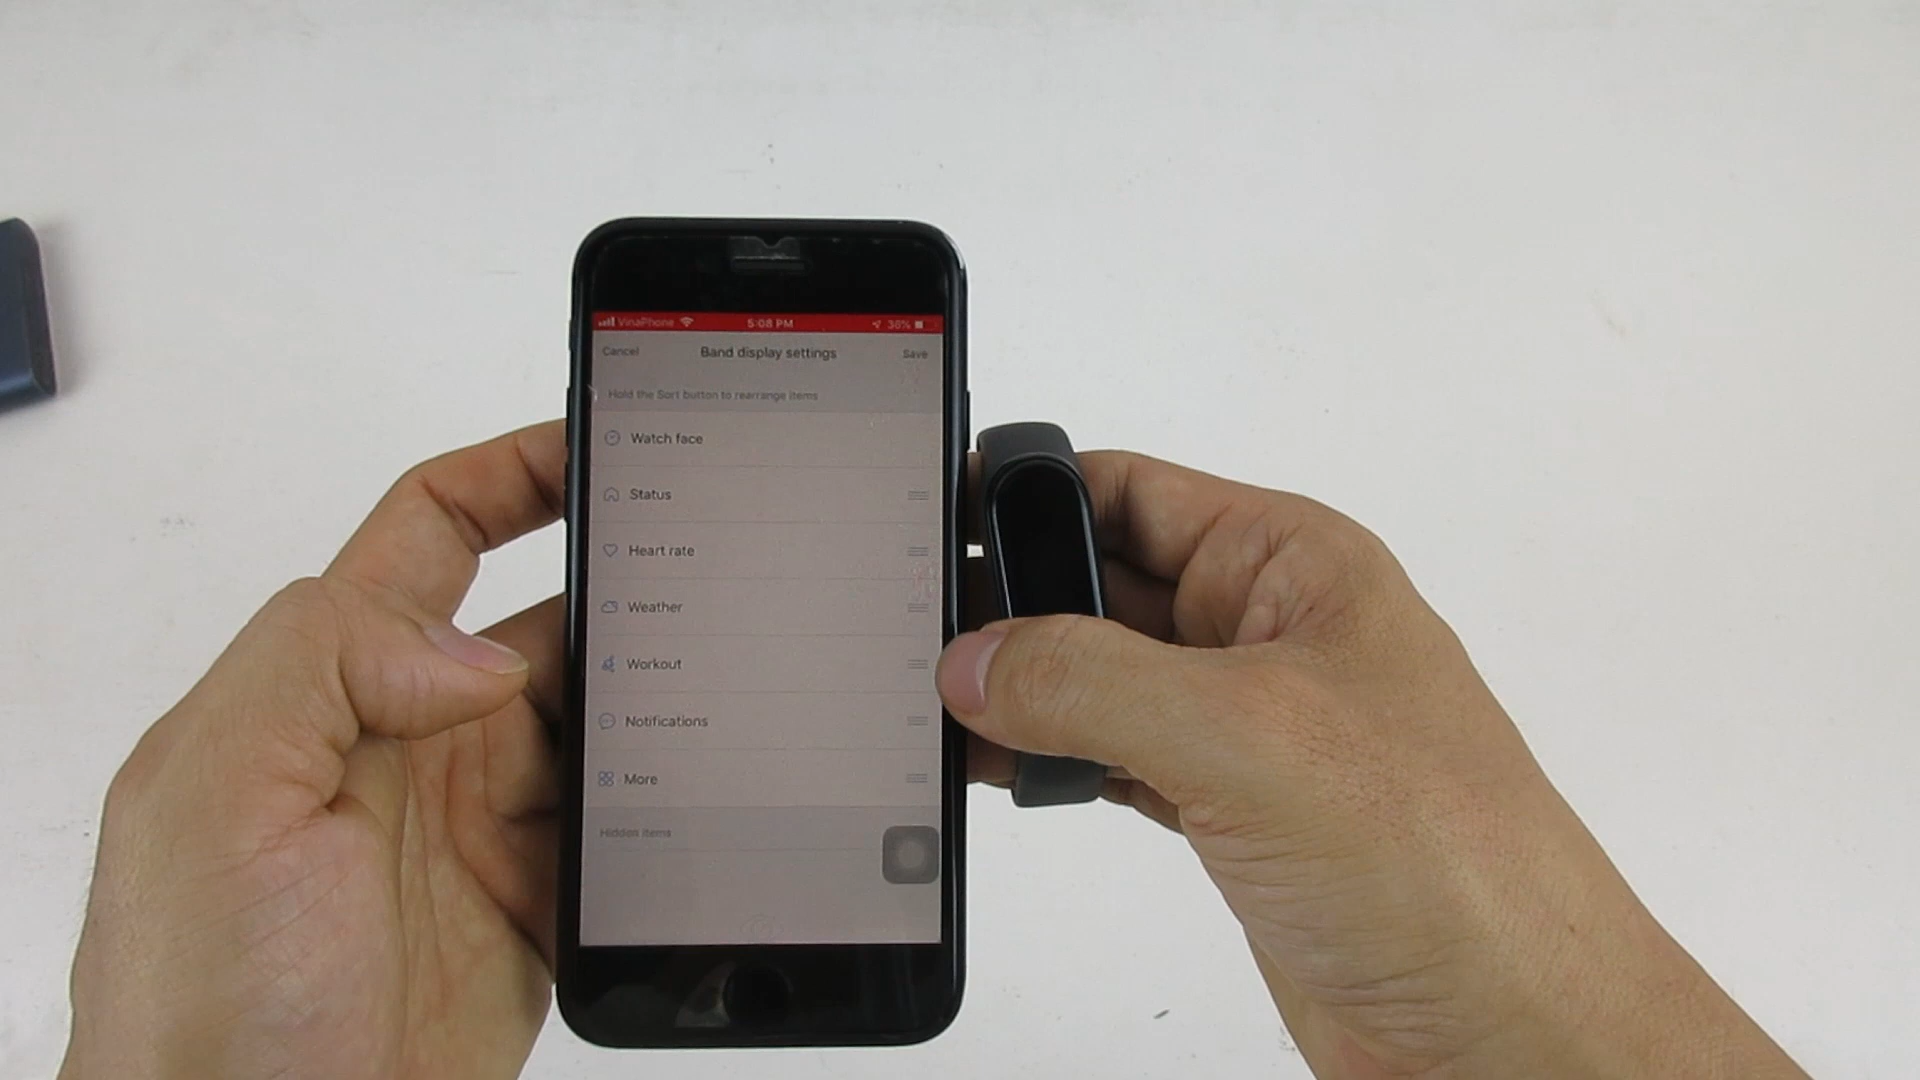 VinaPhone 5:08 PM 36%
Cancel Band display settings Save
Hold the Sort button to rearrange items
Watch face
Status
Heart rate
Weather
Workout
Notifications
More
Hidden items